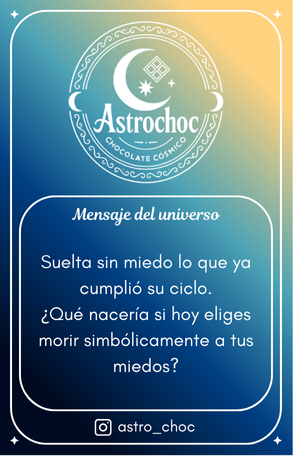 Astrochoc
CHOCOLATE CÓSMICO
Mensaje del universo
Suelta sin miedo lo que ya
cumplió su ciclo.
¿Qué nacería si hoy eliges
morir simbólicamente a tus
miedos?
astro_choc